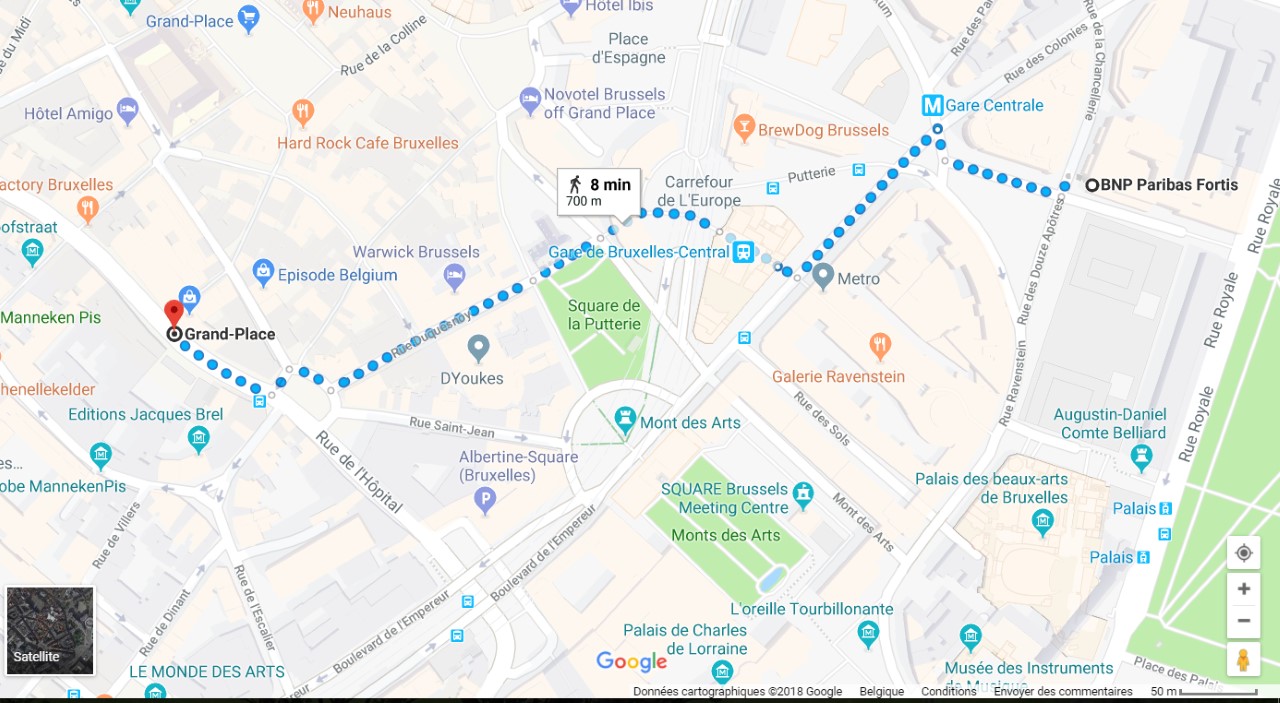 Grand-Place
Neuhaus
Hôtel Ibis
Rue de la Colline
Place
d'Espagne
Rue des Colonies
Rue de la Chancellerie
Hôtel Amigo
Novotel Brussels
off Grand Place
Gare Centrale
M
Hard Rock Cafe Bruxelles
BrewDog Brussels
8 min
700 m
Carrefour
de L'Europe
Putterie
BNP Paribas Fortis
actory Bruxelles
ofstraat
Rue Royale
Warwick Brussels
Gare de Bruxelles-Central
Episode Belgium
Metro
Rue des Douze Apôtres
Manneken Pis
Grand-Place
Square de
la Putterie
Rue Duquesnoy
Rue Royale
DYoukes
Galerie Ravenstein
henellekelder
Rue Ravenstein
Editions Jacques Brel
Rue Saint-Jean
Mont des Arts
Rue des Sols
Augustin-Daniel
Comte Belliard
Rue Royale
Rue de l'Hôpital
Albertine-Square
(Bruxelles)
P
es...
obe MannekenPis
SQUARE Brussels
Meeting Centre
Palais des beaux-arts
de Bruxelles
Monts des Arts
Mont des Arts
Palais
Rue de Villers
Boulevard de l'Empereur
Palais
Rue de l'Escalier
Rue de Dinant
Boulevard de l'Empereur
L'oreille Tourbillonante
Palais de Charles
de Lorraine
Satellite
Google
LE MONDE DES ARTS
Musée des Instruments
de Musique
Place des Palais
Données cartographiques ©2018 Google Belgique Conditions Envoyer des commentaires 50 m